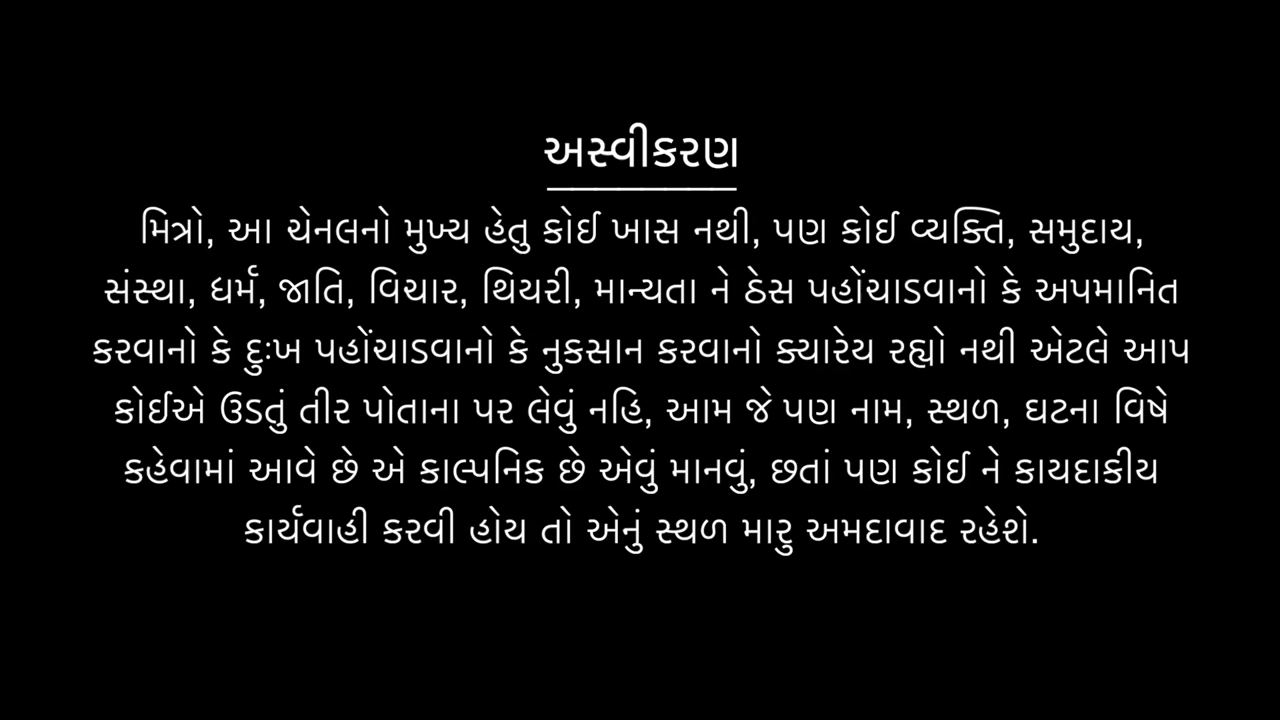 અસ્વીકરણ
મિત્રો, આ ચેનલનો મુખ્ય હેતુ કોઈ ખાસ નથી, પણ કોઈ વ્યક્તિ, સમુદાય,
સંસ્થા, ધર્મ, જાતિ, વિચાર, થિયરી, માન્યતા ને ઠેસ પહોંચાડવાનો કે અપમાનિત
કરવાનો કે દુઃખ પહોંચાડવાનો કે નુકસાન કરવાનો ક્યારેય રહ્યો નથી એટલે આપ
કોઈએ ઉડતું તીર પોતાના પર લેવું નહિ, આમ જે પણ નામ, સ્થળ, ઘટના વિષે
કહેવામાં આવે છે એ કાલ્પનિક છે એવું માનવું, છતાં પણ કોઈ ને કાયદાકીય
કાર્યવાહી કરવી હોય તો એનું સ્થળ મારુ અમદાવાદ રહેશે.